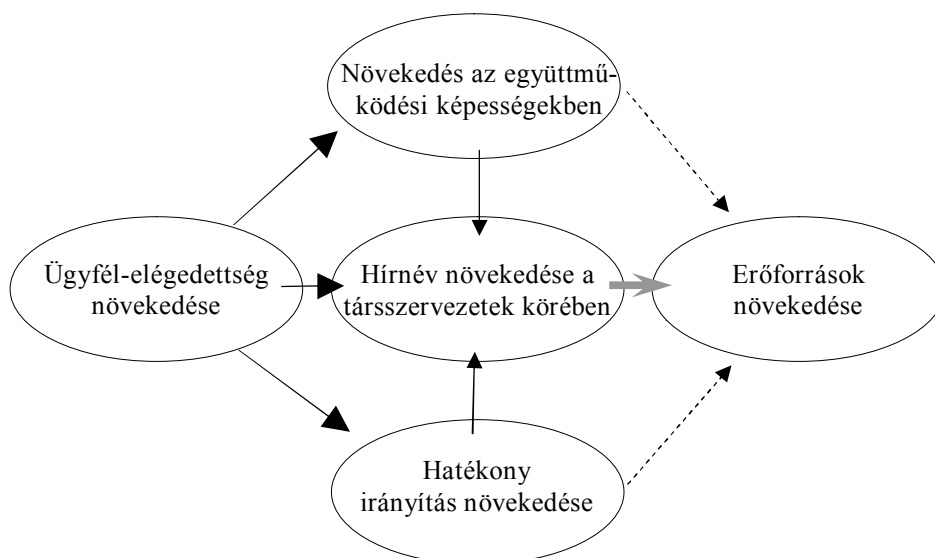 Növekedés az együttmű-
ködési képességekben
Ügyfél-elégedettség
növekedése
Hírnév növekedése a
társszervezetek körében
Erőforrások
növekedése
Hatékony
irányítás növekedése